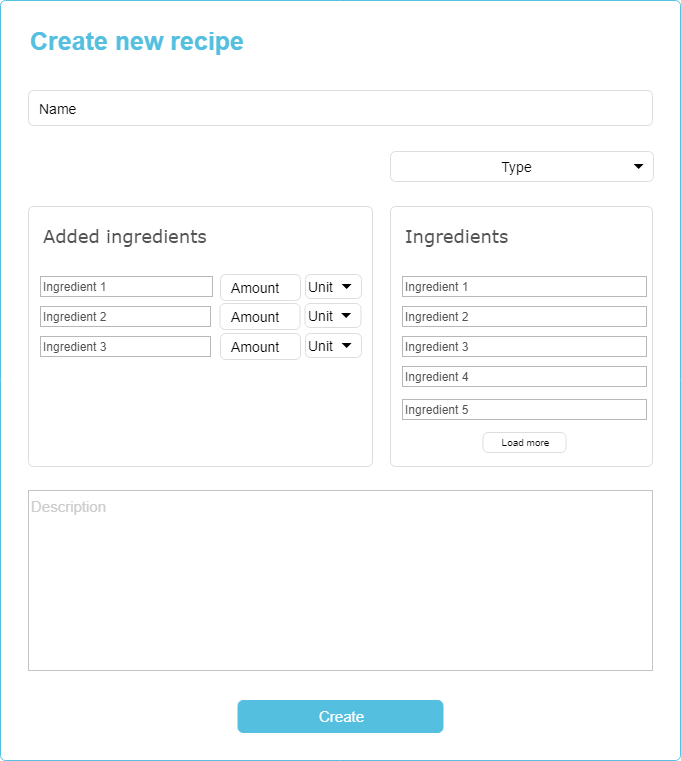 Create new recipe
Name
Type
Added ingredients
Ingredient 1 Amount Unit
Ingredient 2 Amount Unit
Ingredient 3 Amount Unit
Ingredients
Ingredient 1
Ingredient 2
Ingredient 3
Ingredient 4
Ingredient 5
Load more
Description
Create